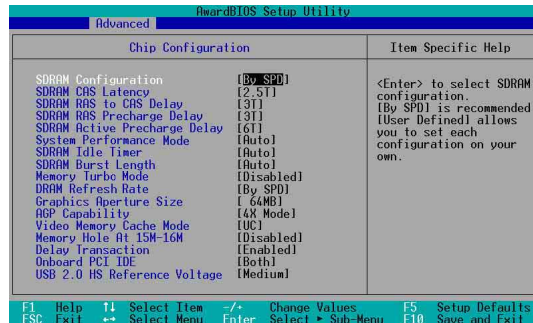 AwardBIOS Setup Utility
Advanced
Chip Configuration
Item Specific Help
SDRAM Configuration [By SPD]
SDRAM CAS Latency [2.5T]
SDRAM RAS to CAS Delay [3T]
SDRAM RAS Precharge Delay [3T]
SDRAM Active Precharge Delay [6T]
System Performance Mode [Auto]
SDRAM Idle Timer [Auto]
SDRAM Burst Length [Auto]
Memory Turbo Mode [Disabled]
DRAM Refresh Rate [By SPD]
Graphics Aperture Size [ 64MB]
AGP Capability [4X Mode]
Video Memory Cache Mode [UC]
Memory Hole At 15M-16M [Disabled]
Delay Transaction [Enabled]
Onboard PCI IDE [Both]
USB 2.0 HS Reference Voltage [Medium]
<Enter> to select SDRAM
configuration.
[By SPD] is recommended
[User Defined] allows
you to set each
configuration on your
own.
F1 Help ↑↓ Select Item -/+ Change Values F5 Setup Defaults
ESC Exit ↔ Select Menu Enter Select ► Sub-Menu F10 Save and Exit